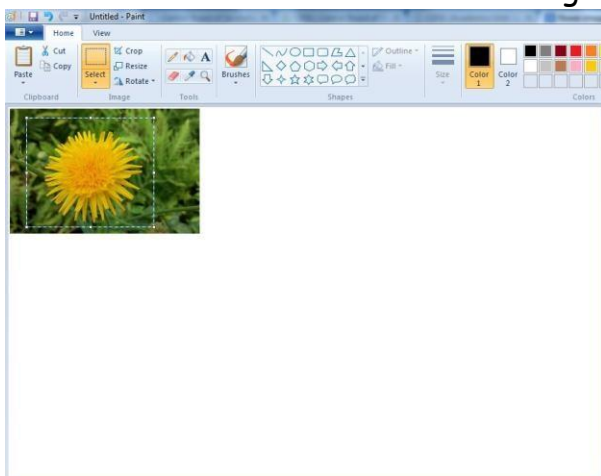 Untitled - Paint
Home View
Cut
Copy
Paste
Clipboard
Select
Crop
Resize
Rotate
Image
Tools
Brushes
Outline
Fill
Shapes
Size
Color 1
Color 2
Colors